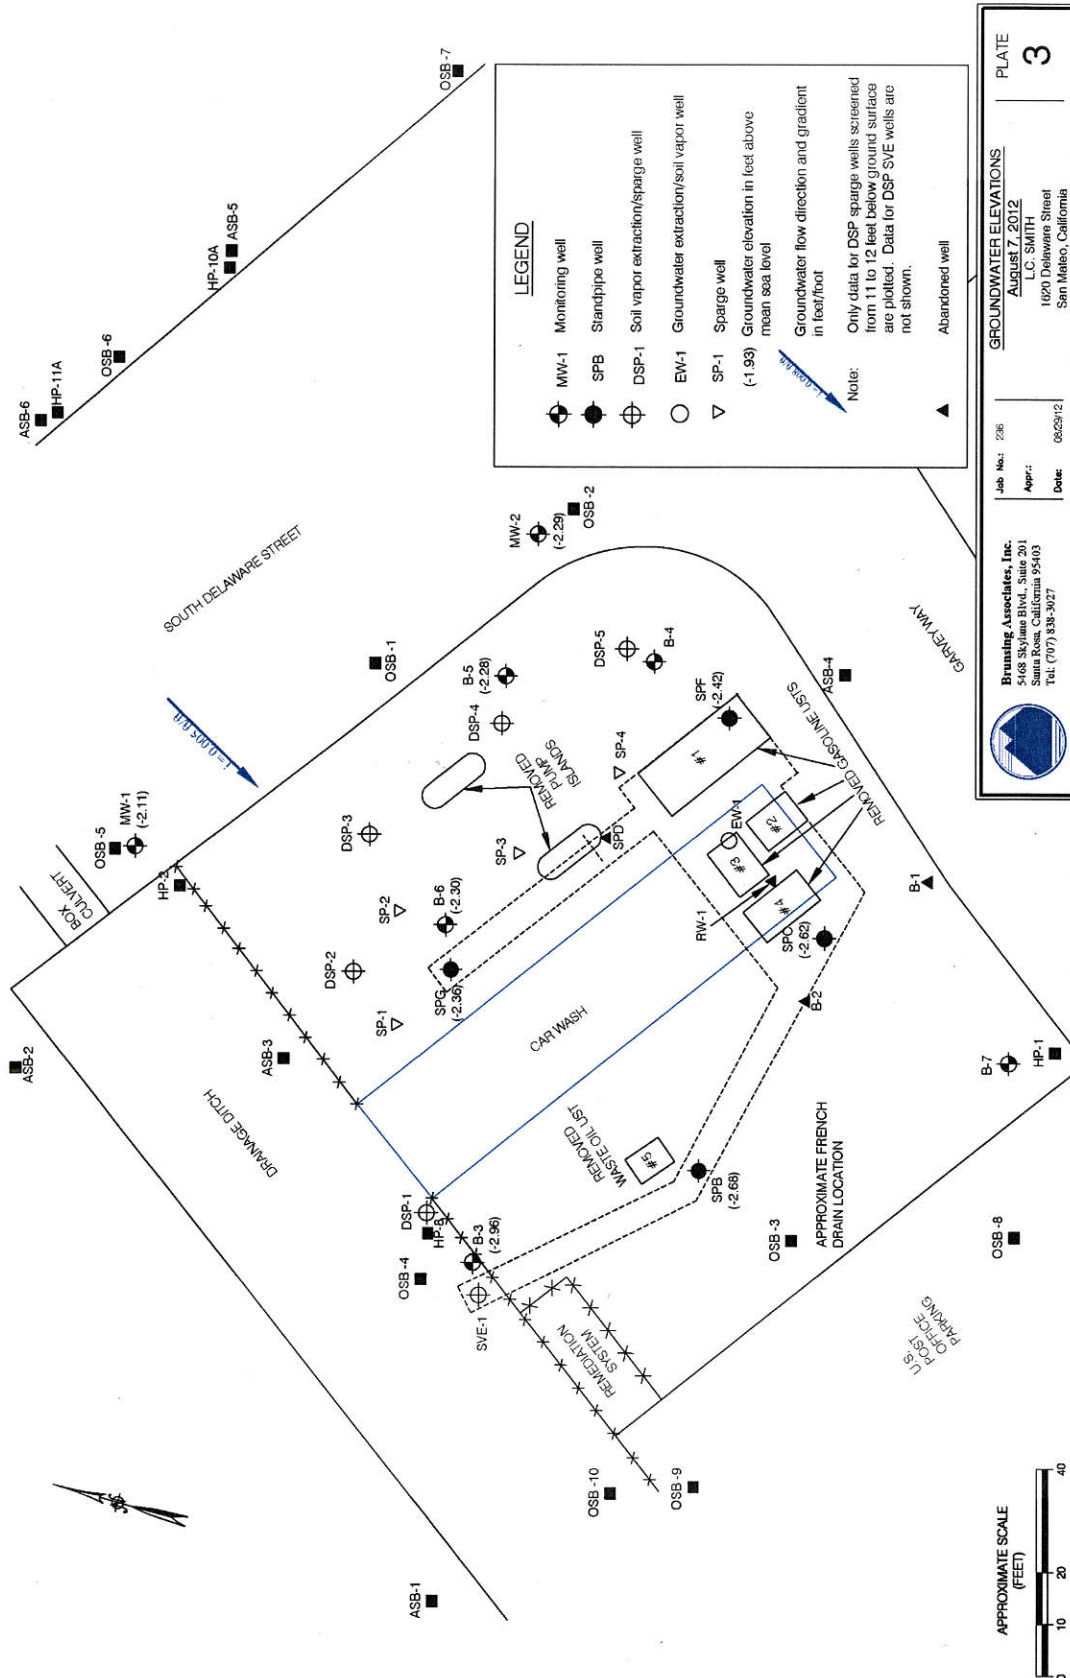 ASB-6
HP-11A
OSB-6
HP-10A
ASB-5
OSB-7
SOUTH DELAWARE STREET
i=0.005 ft/ft
BOX
CULVERT
OSB-5
MW-1
(-2.11)
HP-2
OSB-1
MW-2
(-2.29)
OSB-2
ASB-2
DRAINAGE DITCH
ASB-3
DSP-3
DSP-2
SP-2
SP-1
SP-3
B-6
(-2.30)
SPG
(-2.36)
B-5
(-2.28)
DSP-4
DSP-5
B-4
REMOVED
PUMP
ISLANDS
SP-4
SPD
SPF
(-2.42)
#1
#2
#3
#4
EW-1
RW-1
SPC
(-2.62)
REMOVED GASOLINE USTS
ASB-4
GARVEY WAY
B-1
B-2
CAR WASH
REMOVED
WASTE OIL UST
#5
SPB
(-2.68)
DSP-1
HP-8
B-3
(-2.96)
OSB-4
SVE-1
REMEDIATION
SYSTEM
APPROXIMATE FRENCH
DRAIN LOCATION
OSB-3
B-7
HP-1
OSB-8
U.S.
POST
OFFICE
PARKING
OSB-10
OSB-9
ASB-1
APPROXIMATE SCALE
(FEET)
0 10 20 40
LEGEND
MW-1 Monitoring well
SPB Standpipe well
DSP-1 Soil vapor extraction/sparge well
EW-1 Groundwater extraction/soil vapor well
SP-1 Sparge well
(-1.93) Groundwater elevation in feet above
mean sea level
i=0.008 ft/ft
Groundwater flow direction and gradient
in feet/foot
Note: Only data for DSP sparge wells screened
from 11 to 12 feet below ground surface
are plotted. Data for DSP SVE wells are
not shown.
Abandoned well
Brunsing Associates, Inc.
5468 Skylane Blvd., Suite 201
Santa Rosa, California 95403
Tel: (707) 838-3027
Job No.: 236
Appr.:
Date: 08/29/12
GROUNDWATER ELEVATIONS
August 7, 2012
L.C. SMITH
1620 Delaware Street
San Mateo, California
PLATE
3